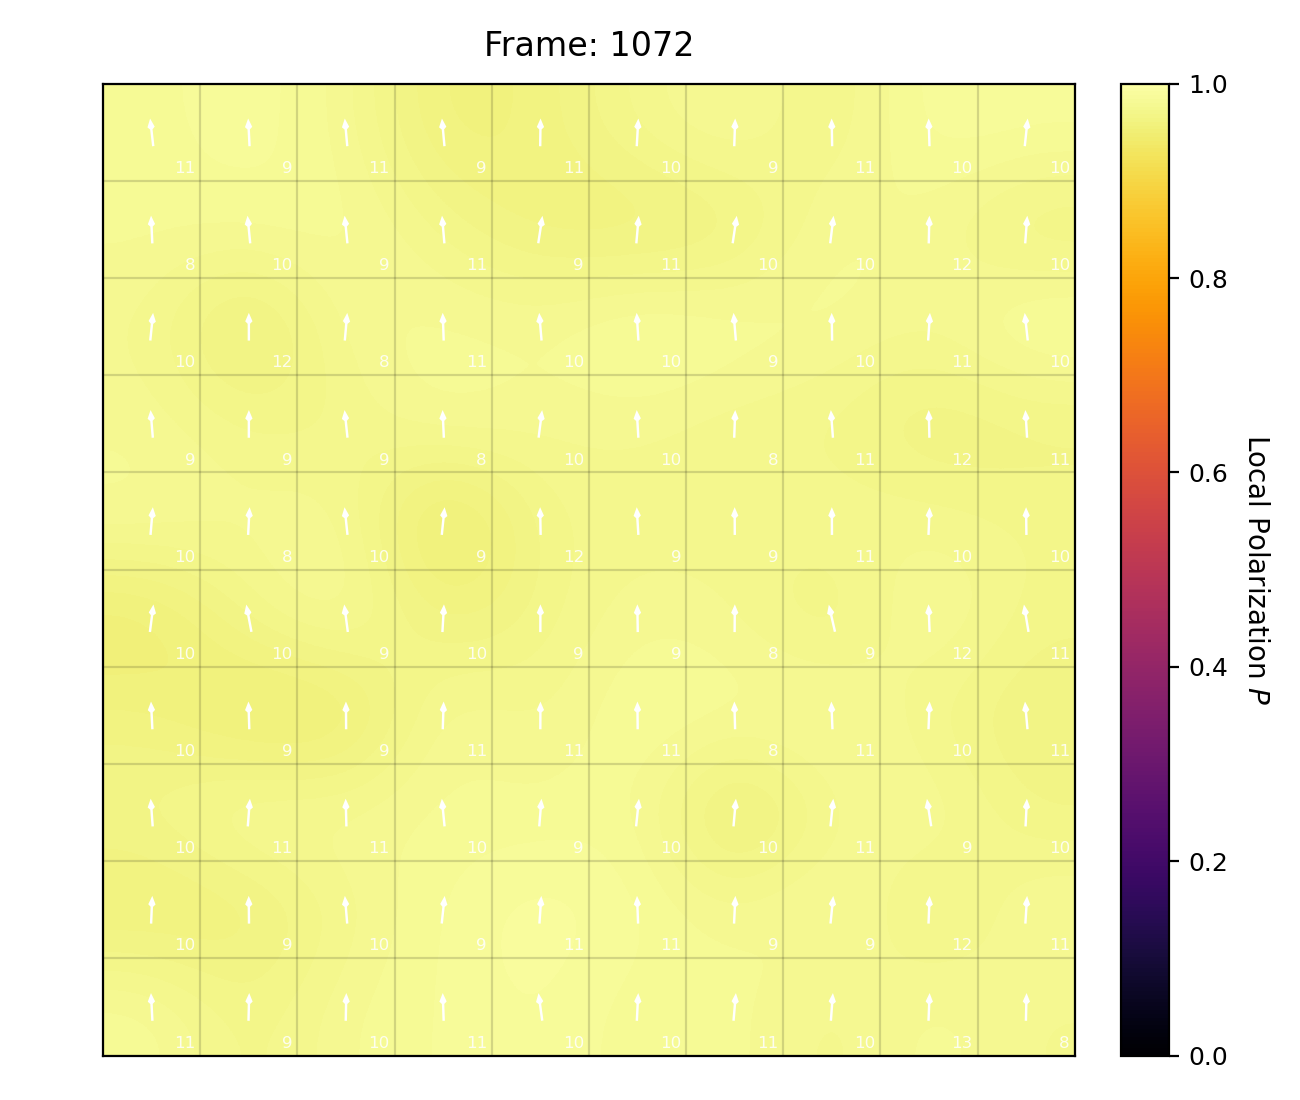 Frame: 1072
11 9 11 9 11 10 9 11 10 10
8 10 9 11 9 11 10 10 12 10
10 12 8 11 10 10 9 10 11 10
9 9 9 8 10 10 8 11 12 11
10 8 10 9 12 9 9 11 10 10
10 10 9 10 9 9 8 9 12 11
10 9 9 11 11 11 8 11 10 11
10 11 11 10 9 10 10 11 9 10
10 9 10 9 11 11 9 9 12 11
11 9 10 11 10 10 11 10 13 8
1.0
0.8
0.6
0.4
0.2
0.0
Local Polarization P